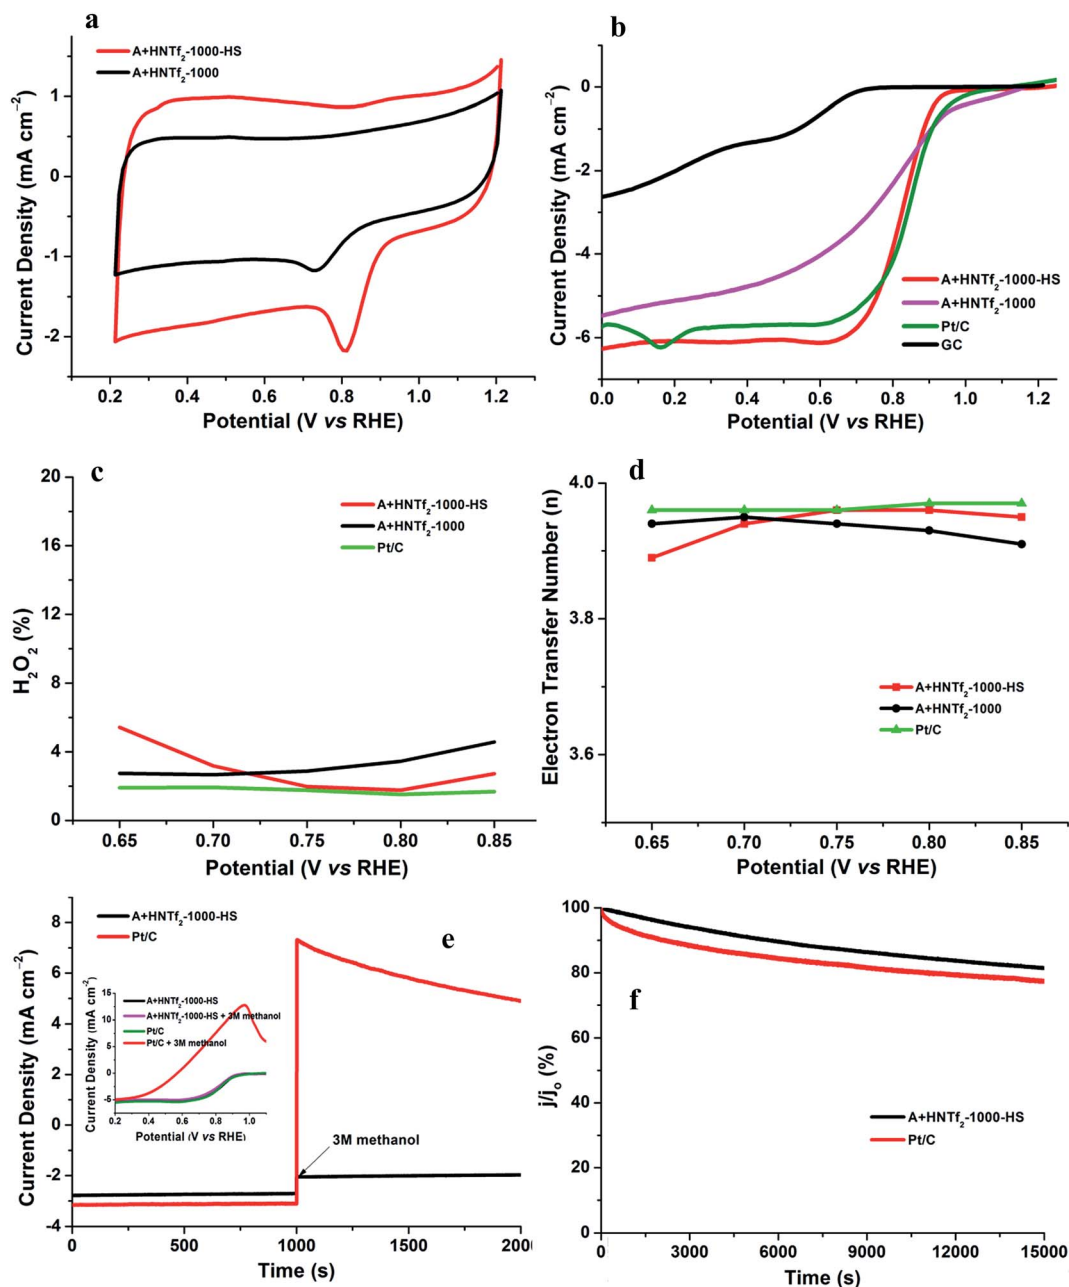 a
A+HNTf2-1000-HS
A+HNTf2-1000
Current Density (mA cm−2)
1
0
-1
-2
0.2 0.4 0.6 0.8 1.0 1.2
Potential (V vs RHE)
b
Current Density (mA cm−2)
0
-2
-4
-6
A+HNTf2-1000-HS
A+HNTf2-1000
Pt/C
GC
0.0 0.2 0.4 0.6 0.8 1.0 1.2
Potential (V vs RHE)
c
H2O2 (%)
20
16
12
8
4
0
A+HNTf2-1000-HS
A+HNTf2-1000
Pt/C
0.65 0.70 0.75 0.80 0.85
Potential (V vs RHE)
d
Electron Transfer Number (n)
4.0
3.8
3.6
A+HNTf2-1000-HS
A+HNTf2-1000
Pt/C
0.65 0.70 0.75 0.80 0.85
Potential (V vs RHE)
e
Current Density (mA cm−2)
8
6
4
2
0
-2
-4
A+HNTf2-1000-HS
Pt/C
Current Density (mA cm−2)
15
10
5
0
-5
A+HNTf2-1000-HS
A+HNTf2-1000-HS + 3M methanol
Pt/C
Pt/C + 3M methanol
0.2 0.4 0.6 0.8 1.0
Potential (V vs RHE)
3M methanol
0 500 1000 1500 200
Time (s)
f
j/jo (%)
100
80
60
40
20
0
A+HNTf2-1000-HS
Pt/C
0 3000 6000 9000 12000 15000
Time (s)